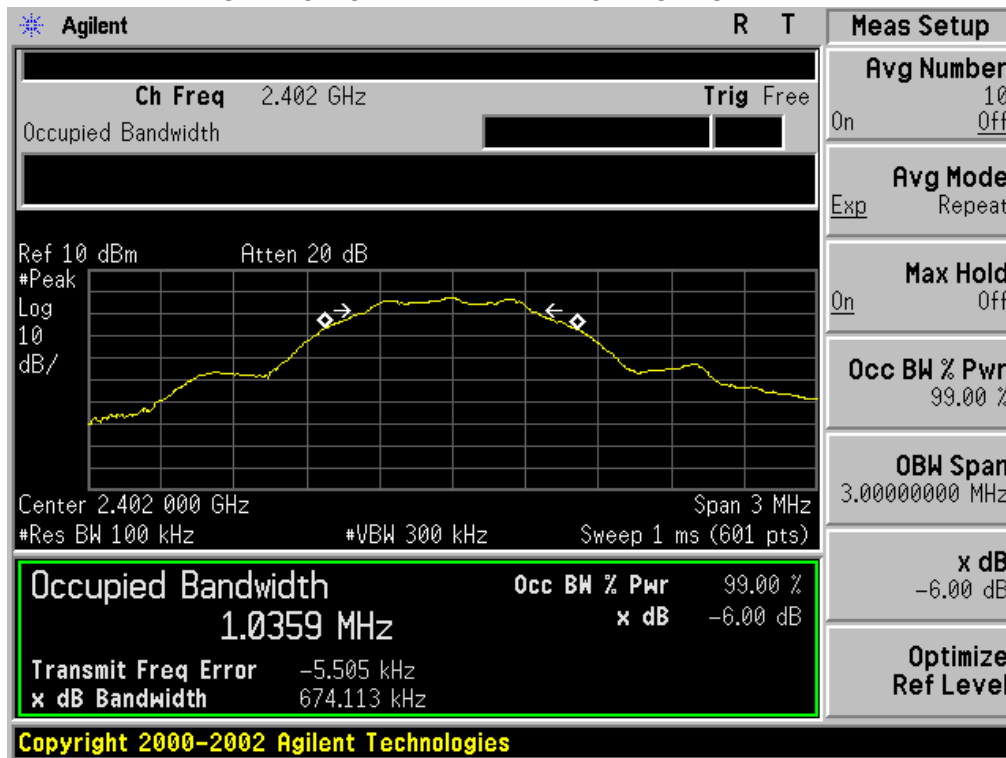 Agilent R T
Ch Freq 2.402 GHz Trig Free
Occupied Bandwidth
Ref 10 dBm Atten 20 dB
#Peak
Log
10
dB/
Center 2.402 000 GHz Span 3 MHz
#Res BW 100 kHz #VBW 300 kHz Sweep 1 ms (601 pts)
Occupied Bandwidth Occ BW % Pwr 99.00 %
1.0359 MHz x dB -6.00 dB
Transmit Freq Error -5.505 kHz
x dB Bandwidth 674.113 kHz
Copyright 2000-2002 Agilent Technologies
Meas Setup
Avg Number
10
On Off
Avg Mode
Exp Repeat
Max Hold
On Off
Occ BW % Pwr
99.00 %
OBW Span
3.00000000 MHz
x dB
-6.00 dB
Optimize
Ref Level